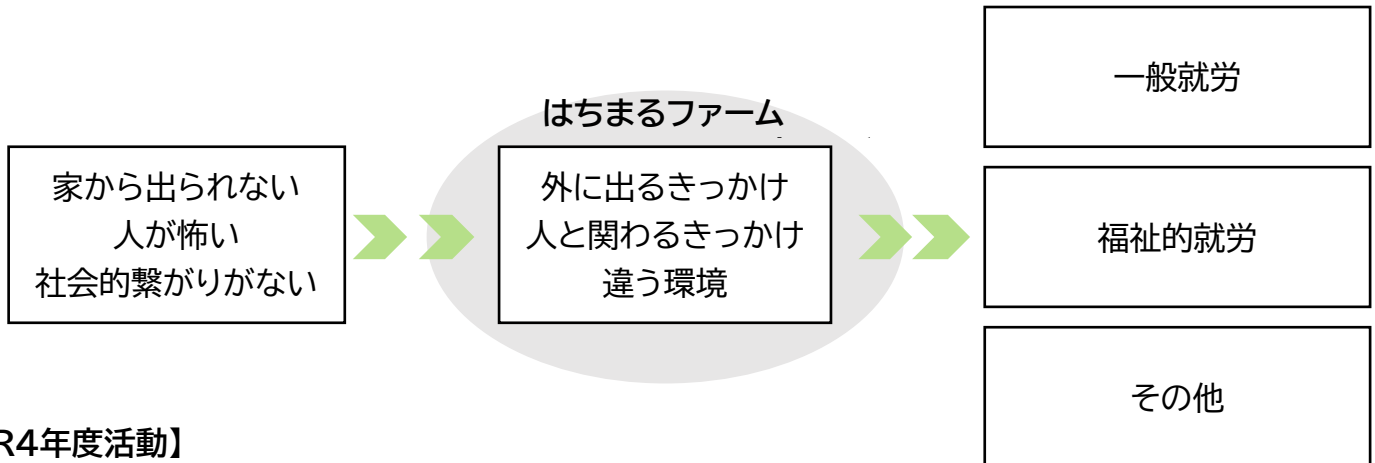 はちまるファーム
家から出られない
人が怖い
社会的繋がりがない
外に出るきっかけ
人と関わるきっかけ
違う環境
一般就労
福祉的就労
その他
R4年度活動】